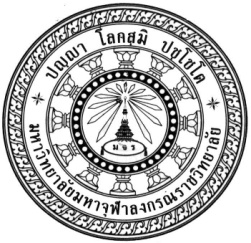 ปญฺญา โลกสฺมิ ปชฺโชโต
ม จ ร
มหาวิทยาลัยมหาจุฬาลงกรณราชวิทยาลัย